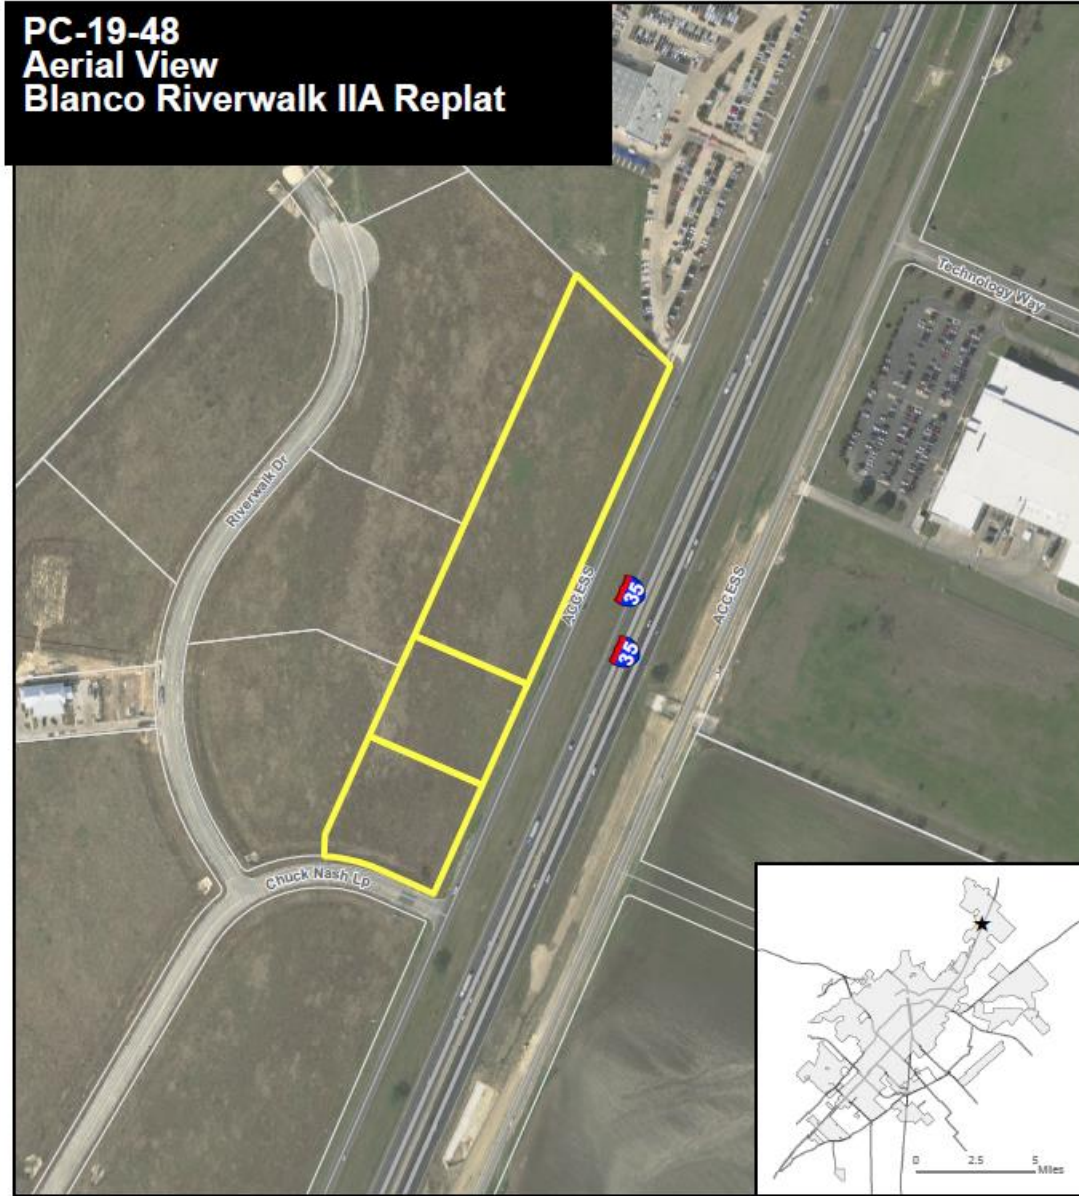 PC-19-48
Aerial View
Blanco Riverwalk IIA Replat
Technology Way
Riverwalk Dr
ACCESS
35
ACCESS
35
Chuck Nash Lp
0 2.5 5
Miles